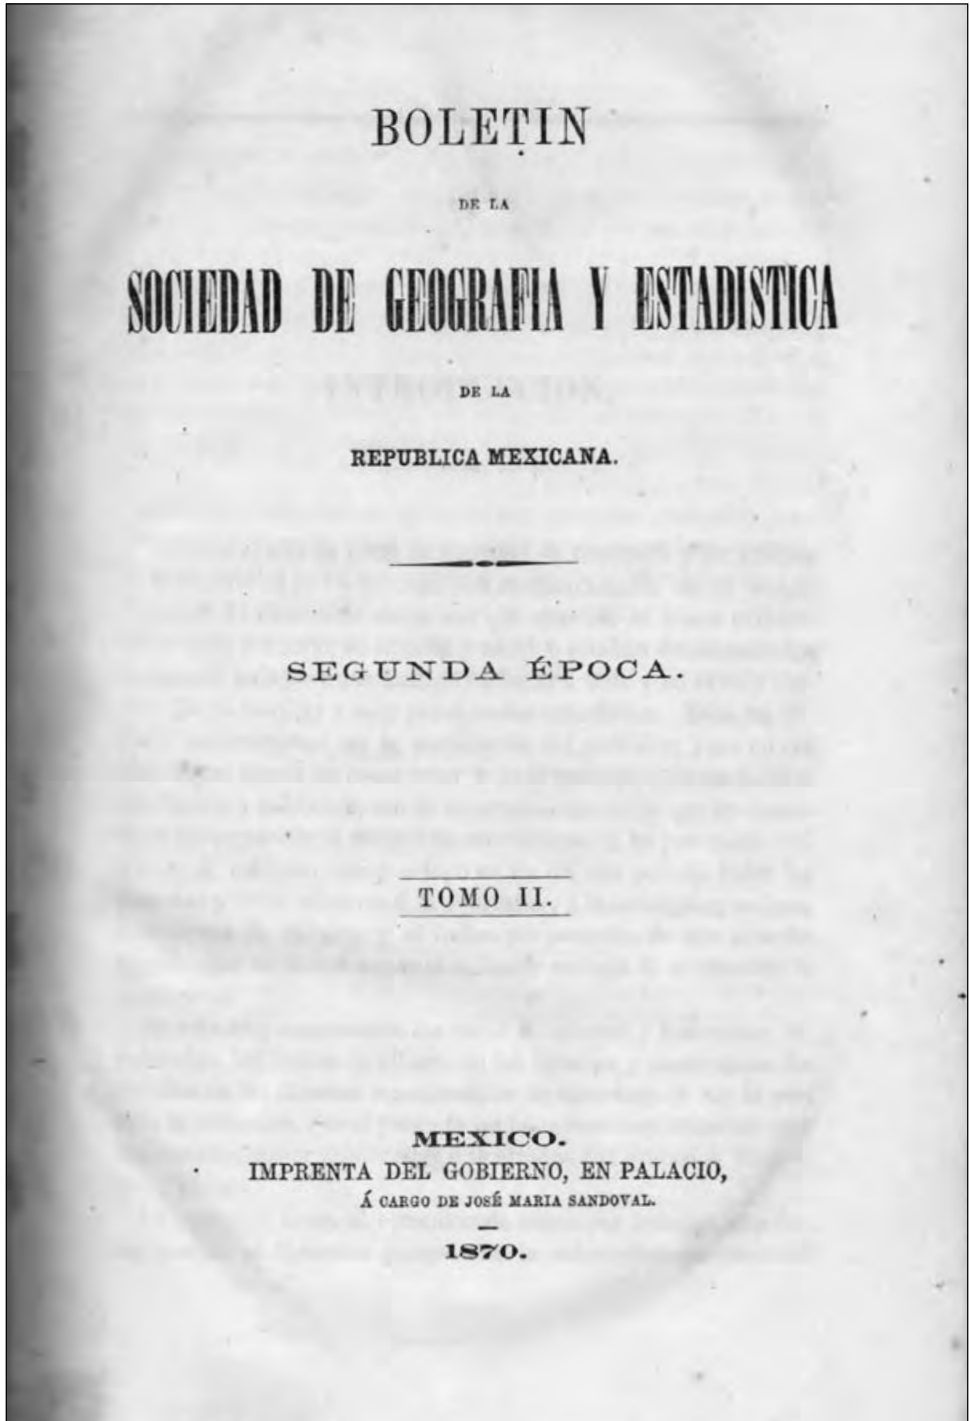 BOLETIN
DE LA
SOCIEDAD DE GEOGRAFIA Y ESTADISTICA
DE LA
REPUBLICA MEXICANA.
SEGUNDA ÉPOCA.
TOMO II.
MEXICO.
IMPRENTA DEL GOBIERNO, EN PALACIO,
Á CARGO DE JOSÉ MARIA SANDOVAL.
1870.